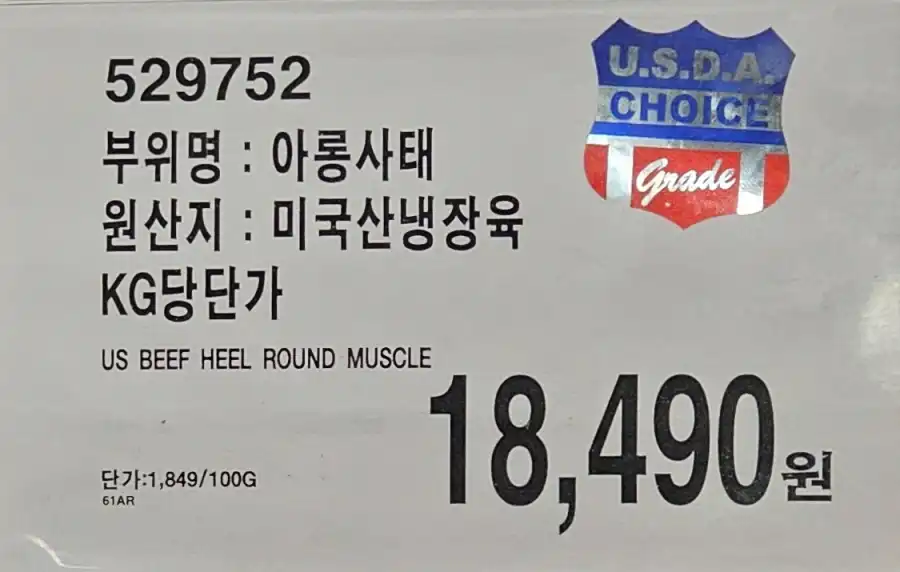 529752
U.S.D.A.
CHOICE
Grade
부위명 : 아롱사태
원산지 : 미국산냉장육
KG당단가
US BEEF HEEL ROUND MUSCLE
18,490원
단가:1,849/100G
61AR